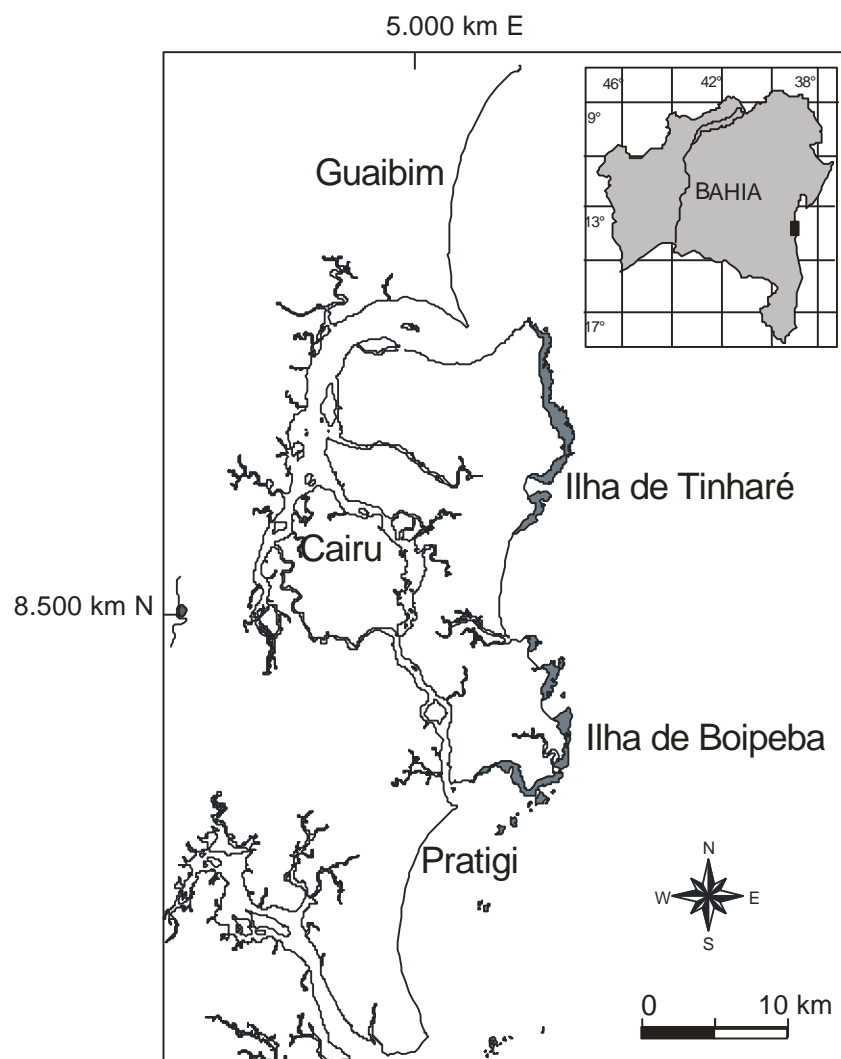 5.000 km E
46° 42° 38°
9°
Guaibim
BAHIA
13°
17°
Ilha de Tinharé
Cairu
8.500 km N
Ilha de Boipeba
Pratigi
N
W E
S
0 10 km